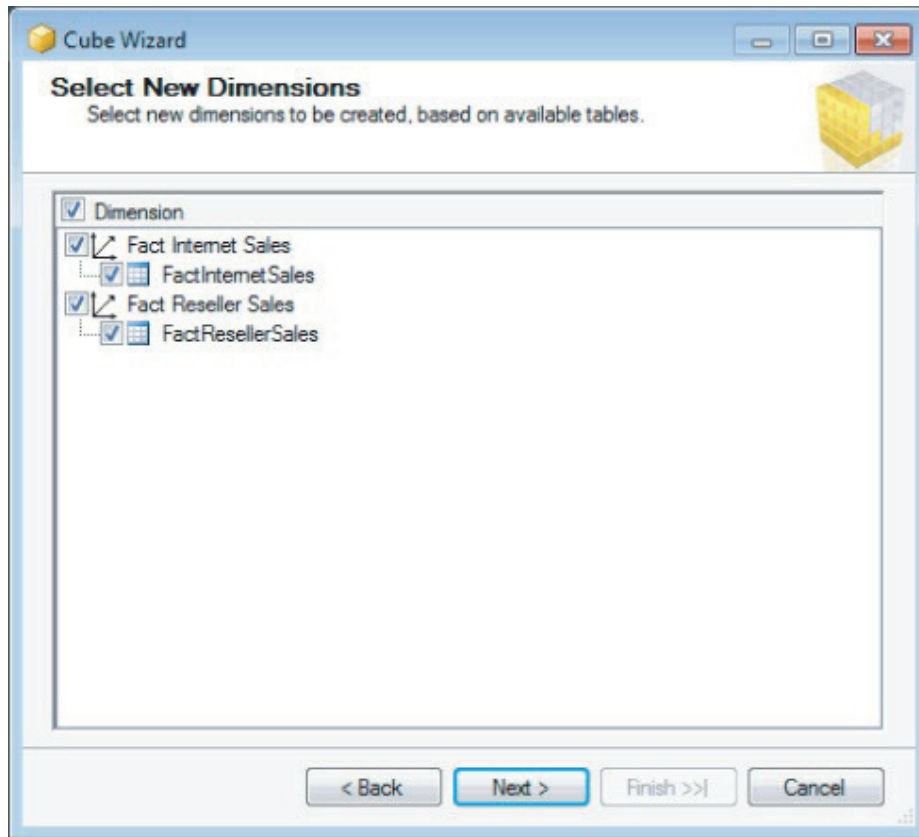 Cube Wizard
Select New Dimensions
Select new dimensions to be created, based on available tables.
Dimension
Fact Internet Sales
FactInternetSales
Fact Reseller Sales
FactResellerSales
< Back Next > Finish >>| Cancel